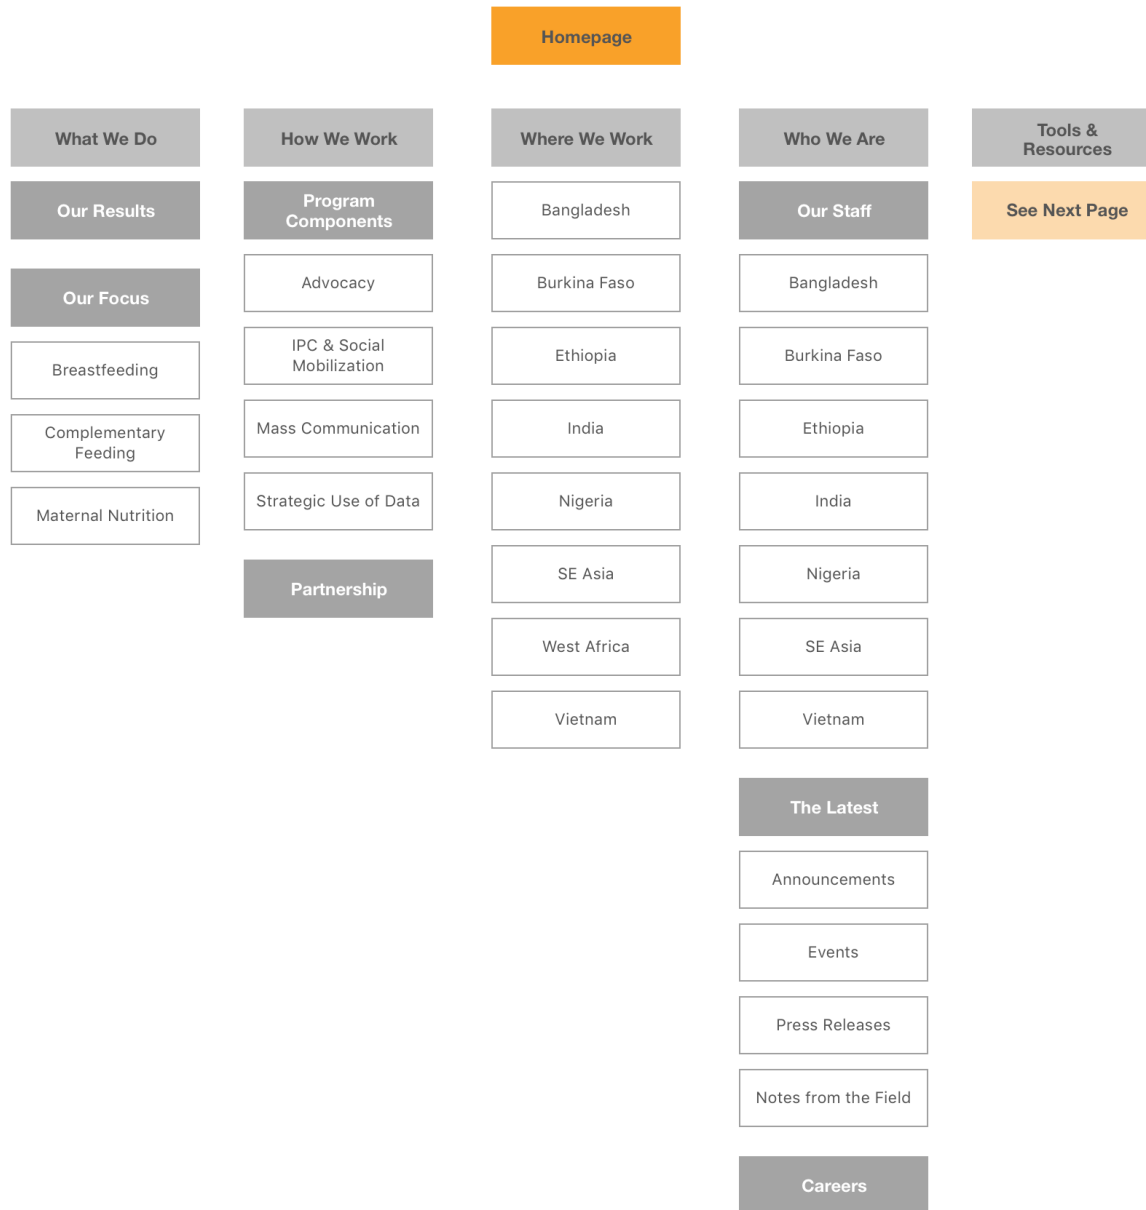 Homepage
What We Do
Our Results
Our Focus
Breastfeeding
Complementary
Feeding
Maternal Nutrition
How We Work
Program
Components
Advocacy
IPC & Social
Mobilization
Mass Communication
Strategic Use of Data
Partnership
Where We Work
Bangladesh
Burkina Faso
Ethiopia
India
Nigeria
SE Asia
West Africa
Vietnam
Who We Are
Our Staff
Bangladesh
Burkina Faso
Ethiopia
India
Nigeria
SE Asia
Vietnam
The Latest
Announcements
Events
Press Releases
Notes from the Field
Careers
Tools &
Resources
See Next Page